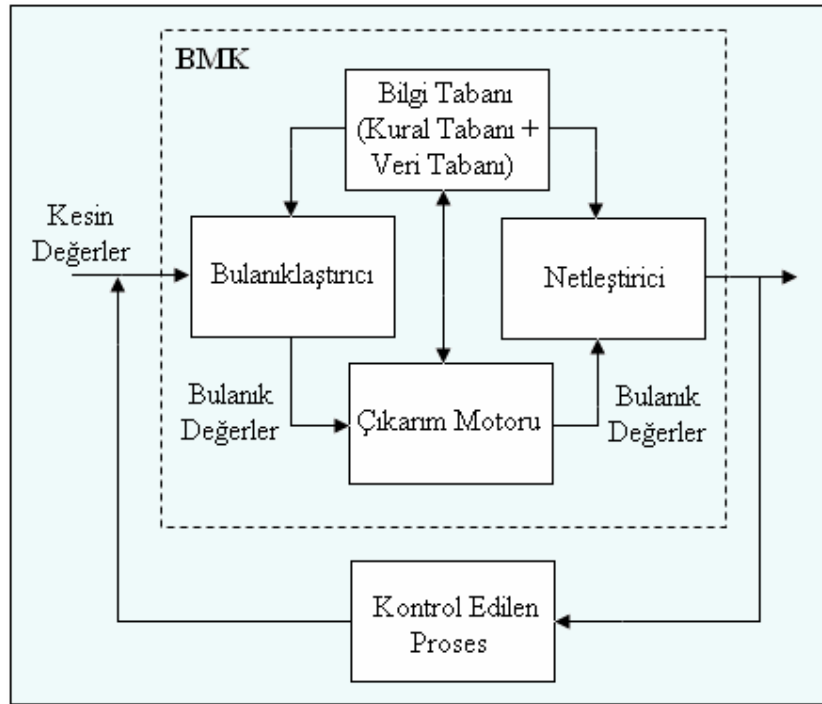 BMK
Bilgi Tabanı
(Kural Tabanı +
Veri Tabanı)
Kesin
Değerler
Bulanıklaştırıcı
Netleştirici
Bulanık
Değerler
Çıkarım Motoru
Bulanık
Değerler
Kontrol Edilen
Proses